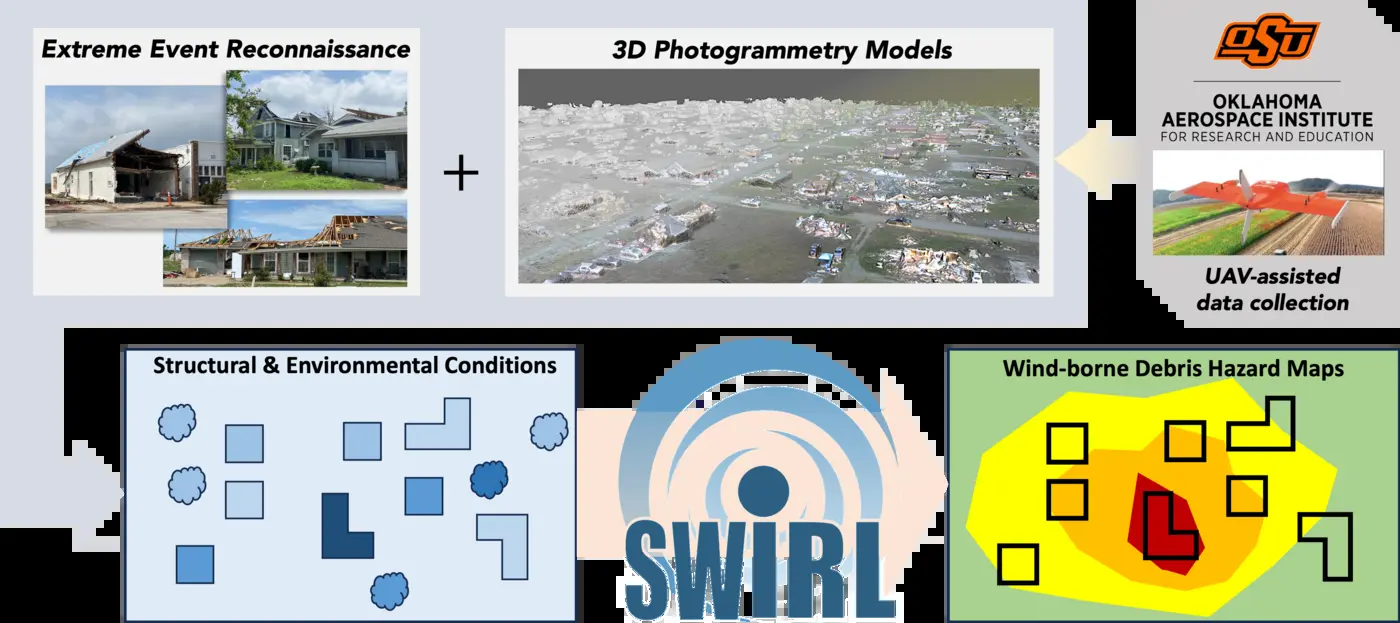 Extreme Event Reconnaissance
+
3D Photogrammetry Models
OSU
OKLAHOMA
AEROSPACE INSTITUTE
FOR RESEARCH AND EDUCATION
UAV-assisted
data collection
Structural & Environmental Conditions
SWIRL
Wind-borne Debris Hazard Maps